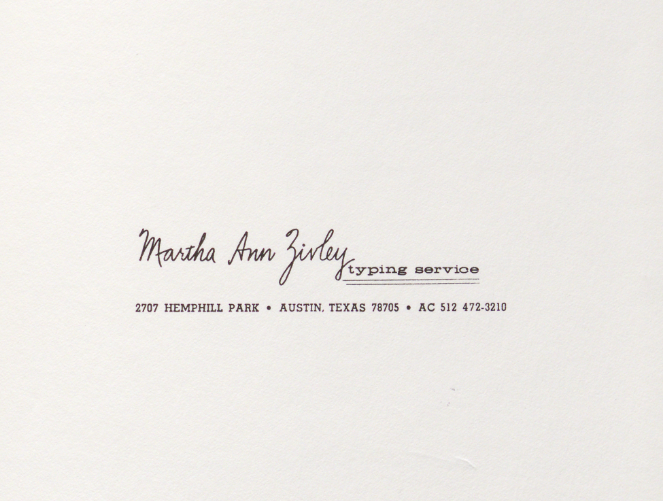 Martha Ann Zivley typing service
2707 HEMPHILL PARK • AUSTIN, TEXAS 78705 • AC 512 472-3210